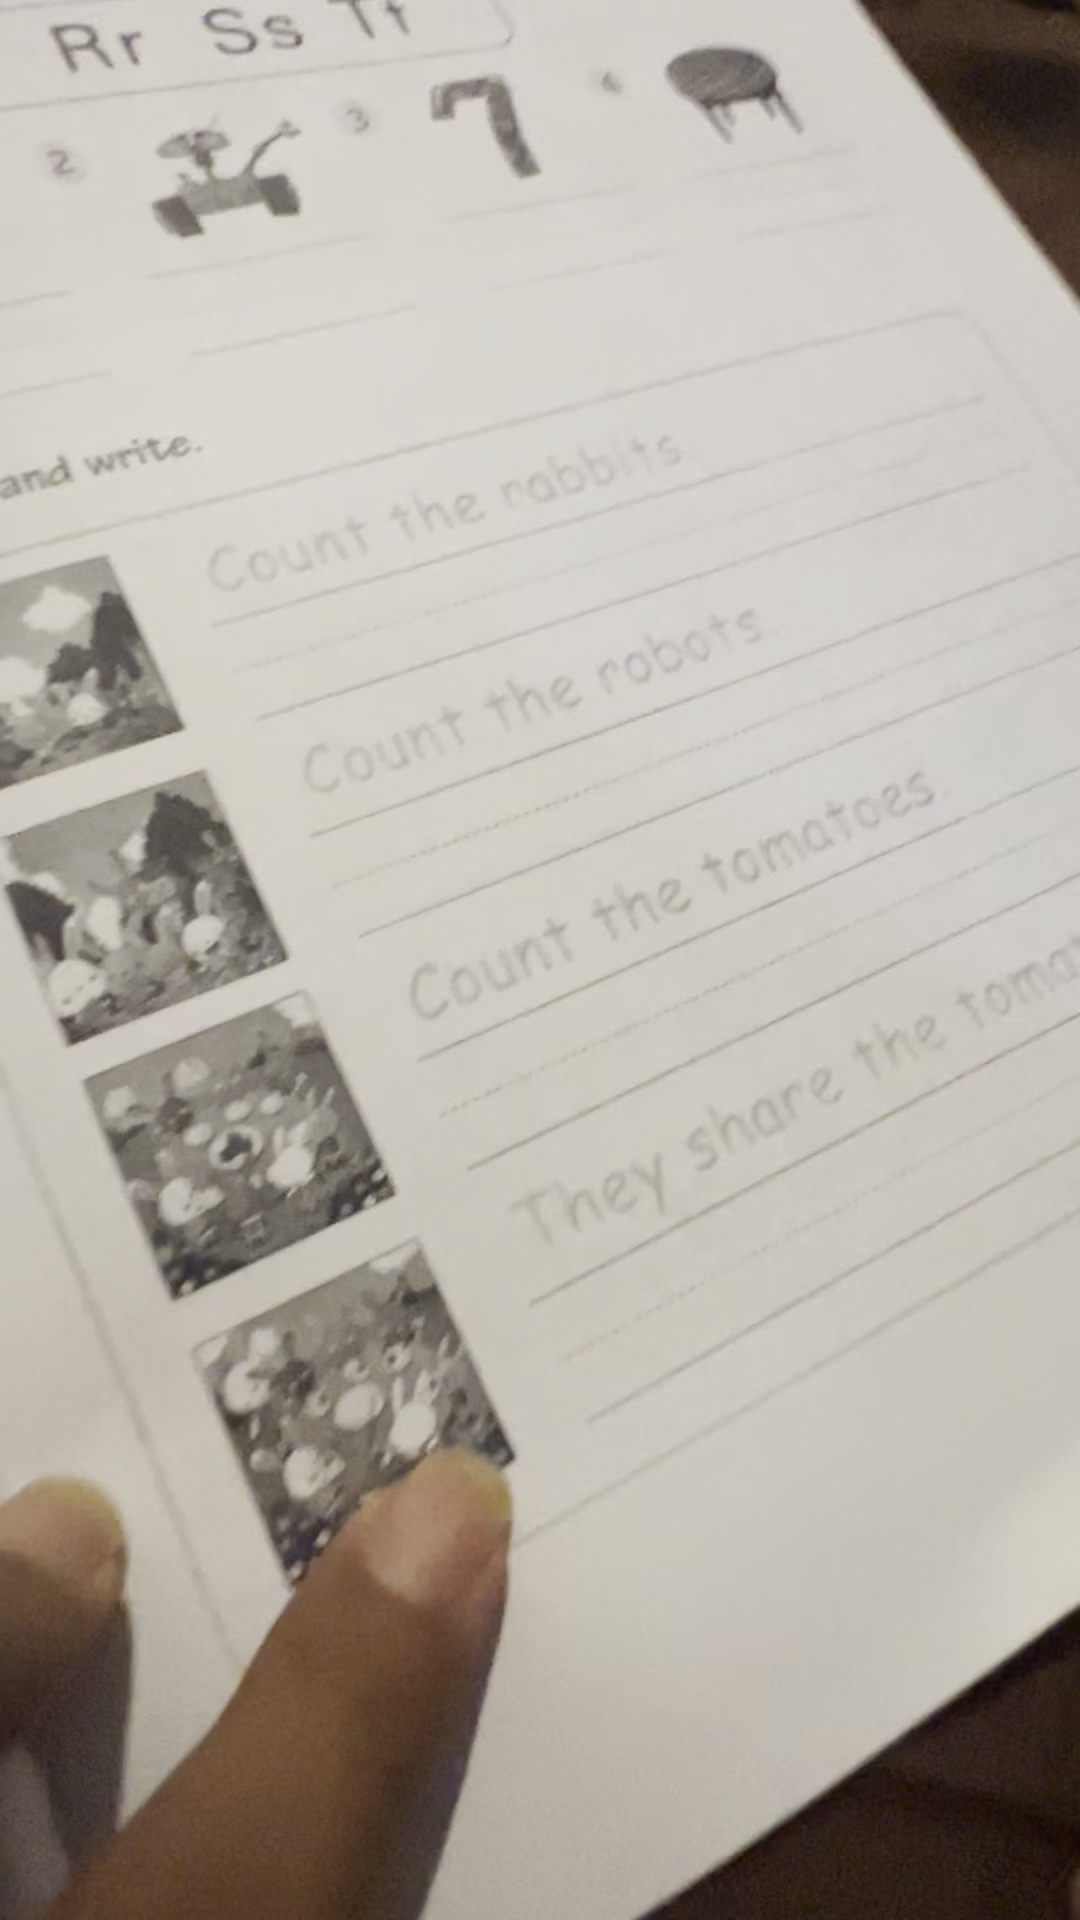 Rr Ss Tt
2 3 7 4
and write.
Count the rabbits.
Count the robots.
Count the tomatoes.
They share the